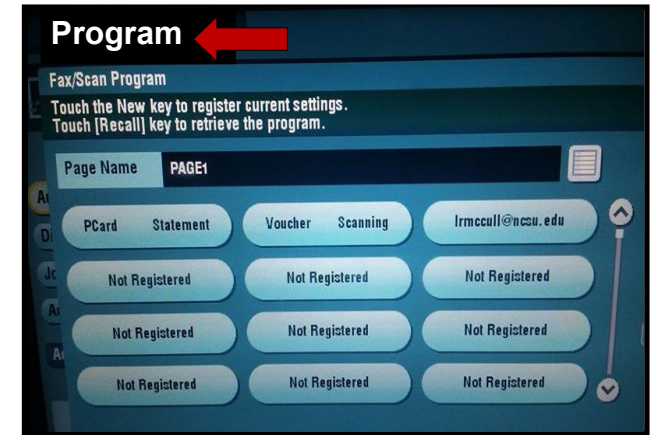 Program
Fax/Scan Program
Touch the New key to register current settings.
Touch [Recall] key to retrieve the program.
Page Name PAGE1
PCard Statement Voucher Scanning lrmccull@ncsu.edu
Not Registered Not Registered Not Registered
Not Registered Not Registered Not Registered
Not Registered Not Registered Not Registered